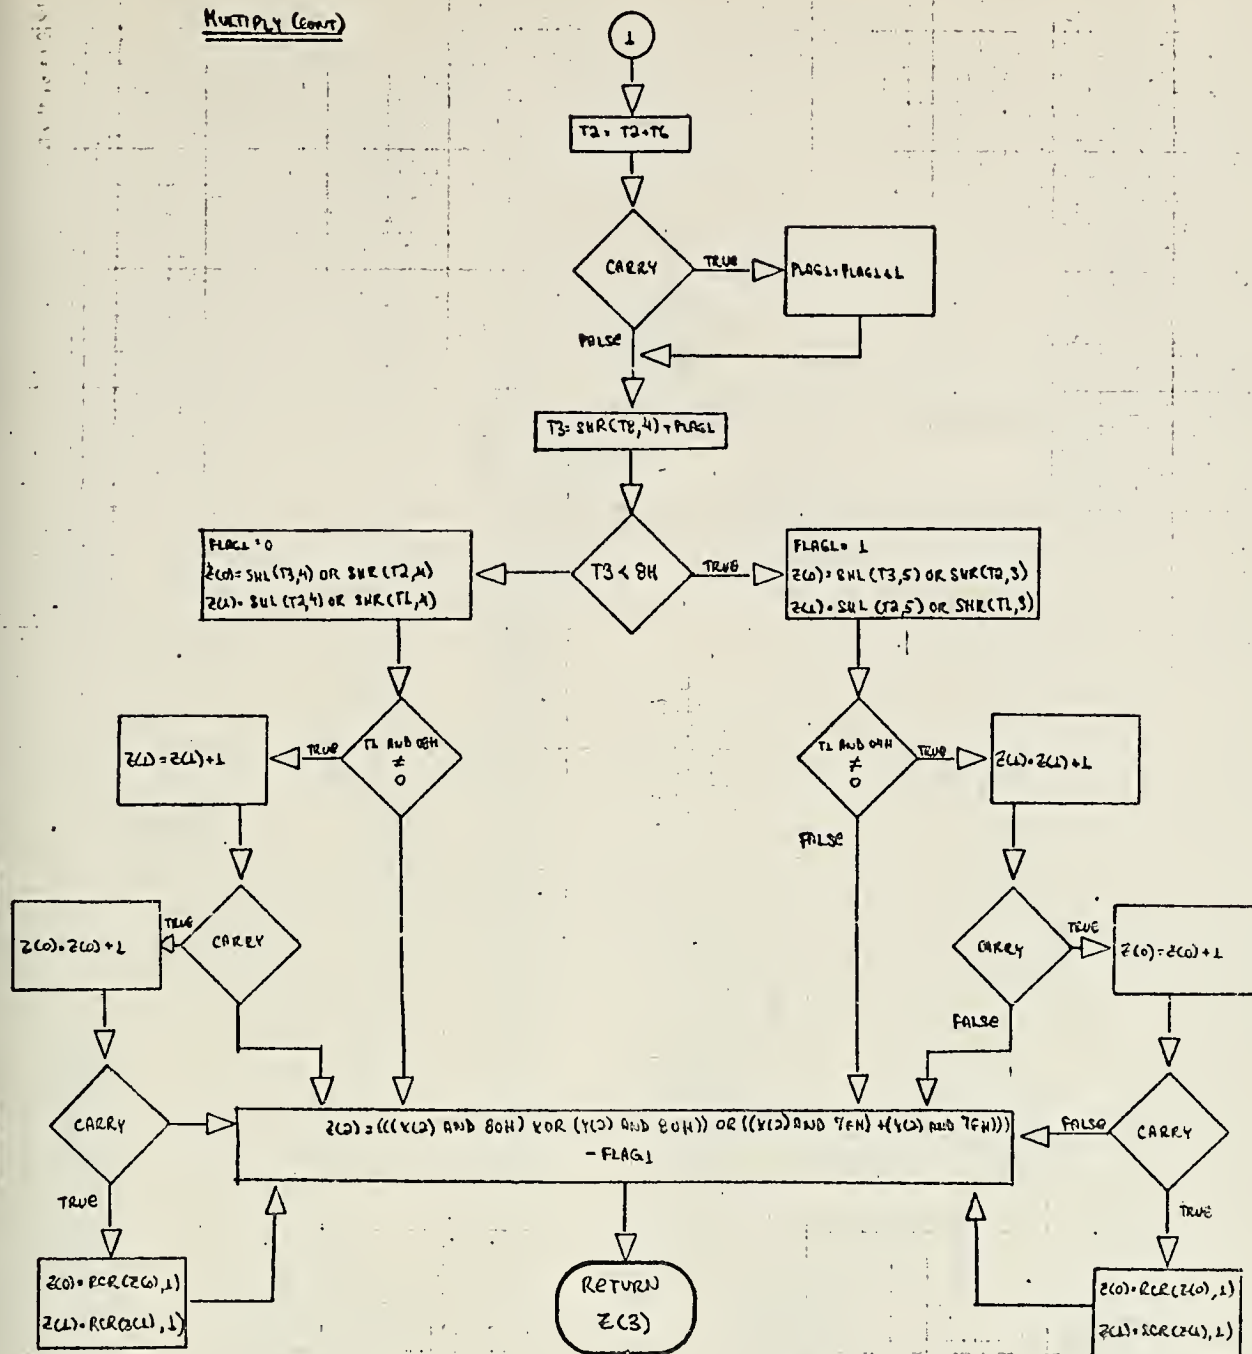 MULTIPLY (CONT)
1
T2 = T2+T6
CARRY
TRUE
FLAG1=FLAG1+1
FALSE
T3= SHR(T8,4)+FLAG1
T3 < 8H
TRUE
FLAG1=0
Z(0)= SHL(T3,4) OR SHR(T2,4)
Z(1)= SHL(T2,4) OR SHR(T1,4)
FLAG1= 1
Z(0)= SHL(T3,5) OR SHR(T2,3)
Z(1)= SHL(T2,5) OR SHR(T1,3)
Z(1)=Z(1)+1
TRUE
T1 AND 08H
≠
0
T1 AND 04H
≠
0
TRUE
Z(1)=Z(1)+1
FALSE
Z(0)=Z(0)+1
TRUE
CARRY
CARRY
TRUE
Z(0)=Z(0)+1
FALSE
CARRY
Z(2)=(((X(2) AND 80H) XOR (Y(2) AND 80H)) OR ((X(2) AND 7FH)+(Y(2) AND 7FH)))
- FLAG1
FALSE
CARRY
TRUE
TRUE
Z(0)=RCR(Z(0),1)
Z(1)=RCR(Z(1),1)
RETURN
Z(3)
Z(0)=RCR(Z(0),1)
Z(1)=SCR(Z(1),1)